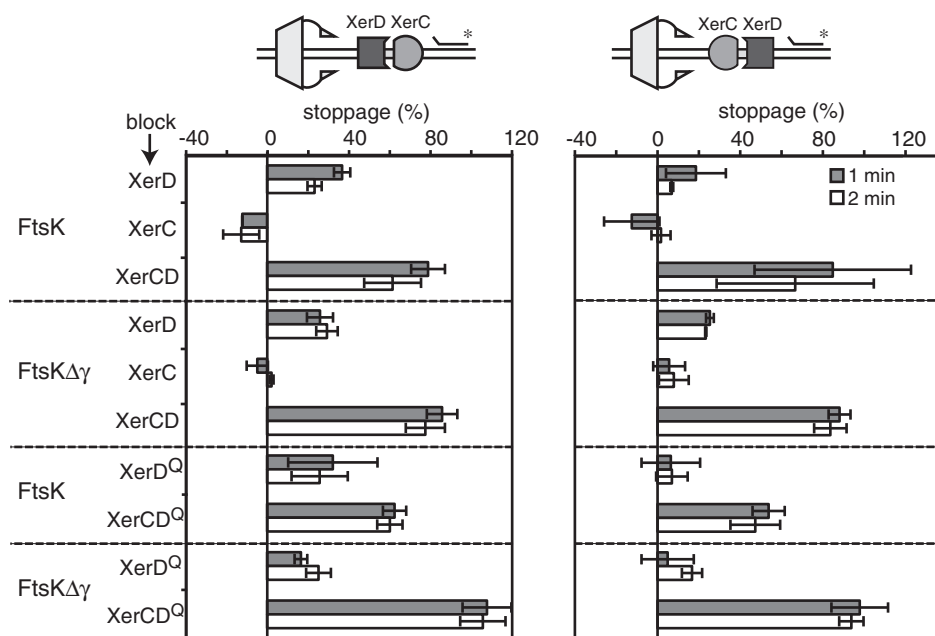 XerD XerC
*
XerC XerD
*
block
stoppage (%)
-40 0 40 80 120
stoppage (%)
-40 0 40 80 120
1 min
2 min
FtsK
XerD
XerC
XerCD
FtsKΔγ
XerD
XerC
XerCD
FtsK
XerDQ
XerCDQ
FtsKΔγ
XerDQ
XerCDQ